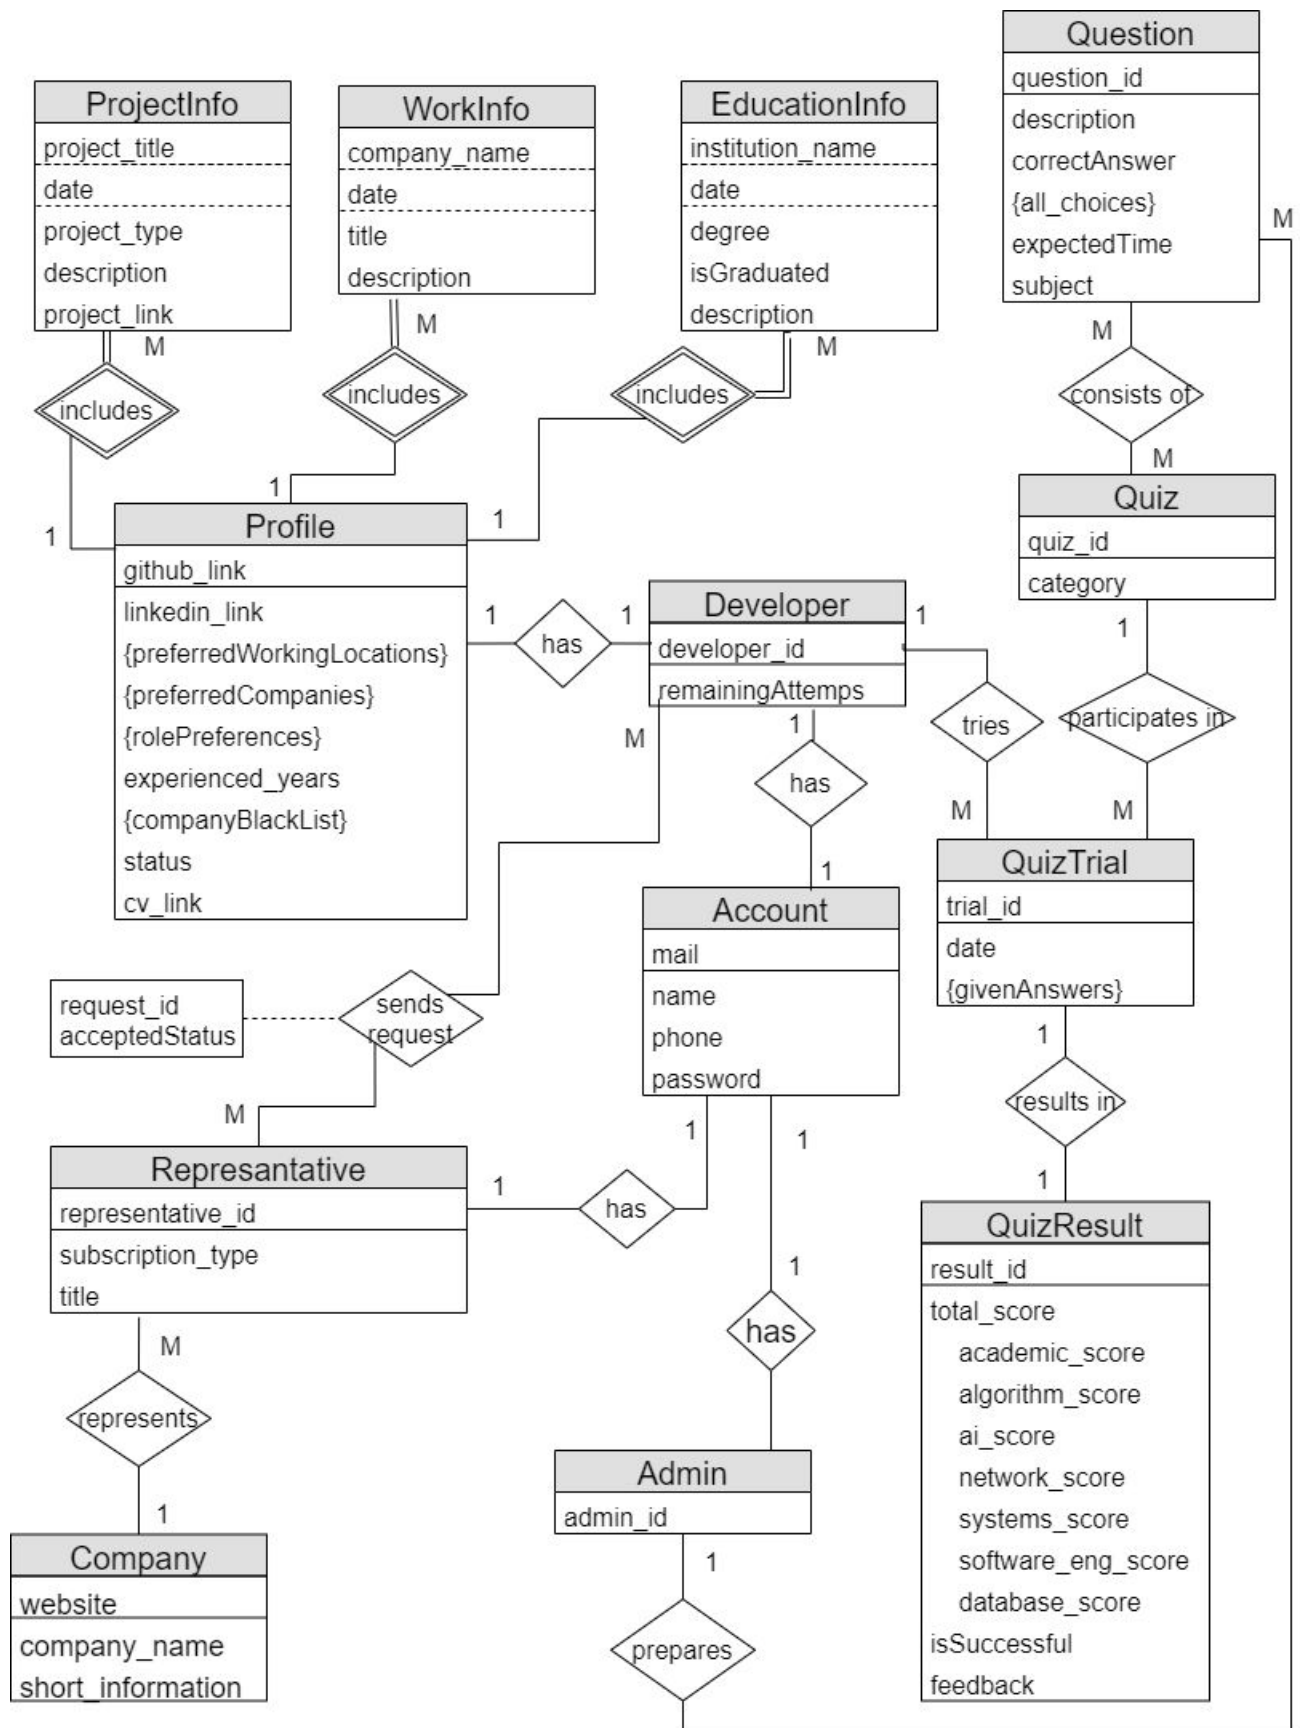 Question
question_id
description
correctAnswer
{all_choices}
expectedTime
subject
M
ProjectInfo
project_title
date
project_type
description
project_link
M
WorkInfo
company_name
date
title
description
M
EducationInfo
institution_name
date
degree
isGraduated
description
M
M
includes
includes
includes
consists of
1
1
1
M
Profile
github_link
linkedin_link
{preferredWorkingLocations}
{preferredCompanies}
{rolePreferences}
experienced_years
{companyBlackList}
status
cv_link
1
has
1
Developer
developer_id
remainingAttemps
1
M
1
Quiz
quiz_id
category
1
tries
participates in
has
M
M
1
QuizTrial
trial_id
date
{givenAnswers}
Account
mail
name
phone
password
request_id
acceptedStatus
sends
request
1
results in
1
M
1
1
Represantative
representative_id
subscription_type
title
1
has
QuizResult
result_id
total_score
academic_score
algorithm_score
ai_score
network_score
systems_score
software_eng_score
database_score
isSuccessful
feedback
1
has
M
represents
1
Company
website
company_name
short_information
Admin
admin_id
1
prepares